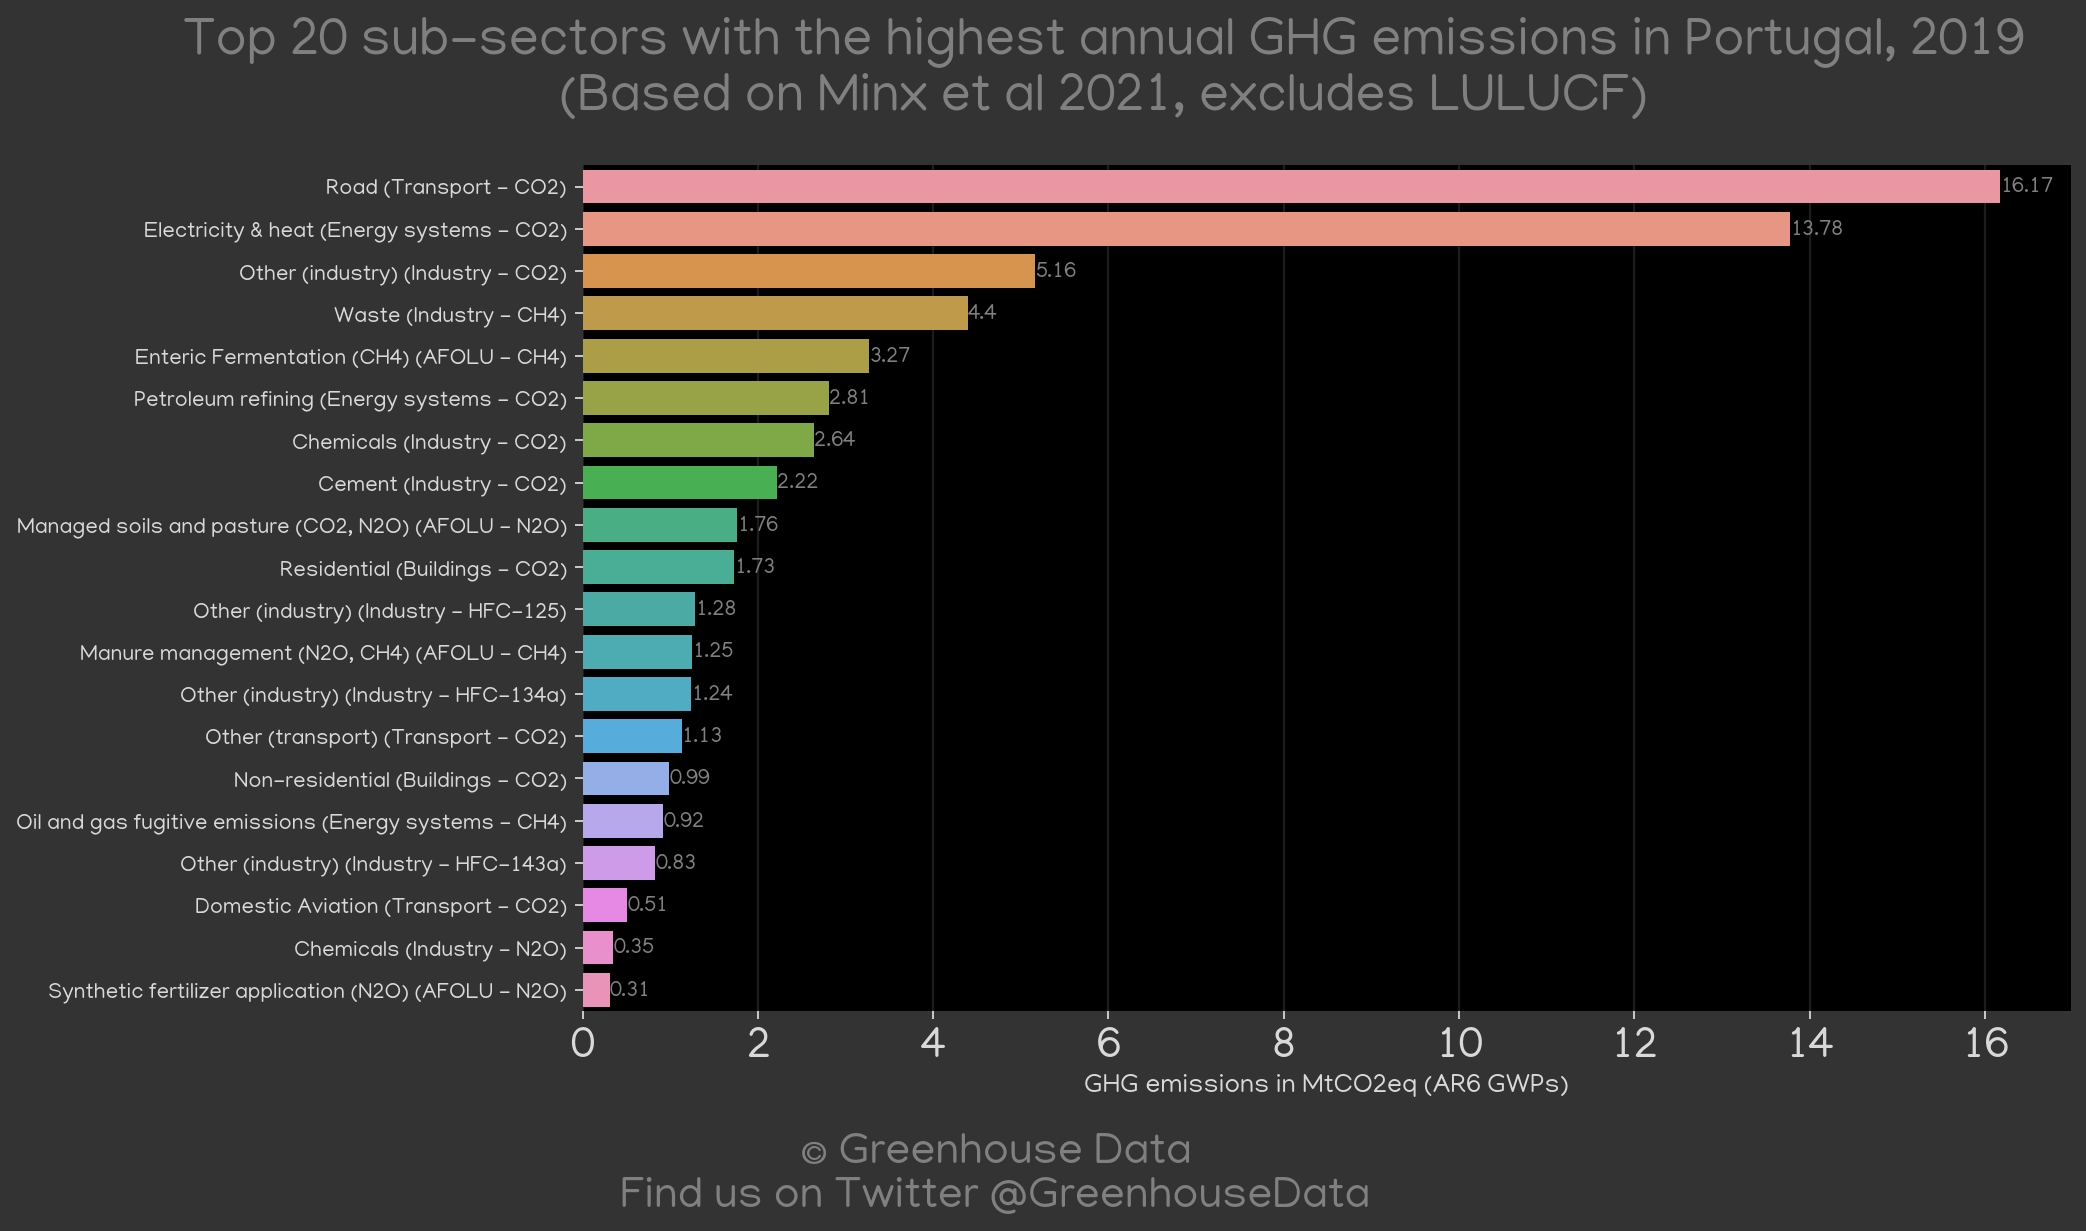 Top 20 sub-sectors with the highest annual GHG emissions in Portugal, 2019
(Based on Minx et al 2021, excludes LULUCF)
Road (Transport - CO2) 16.17
Electricity & heat (Energy systems - CO2) 13.78
Other (industry) (Industry - CO2) 5.16
Waste (Industry - CH4) 4.4
Enteric Fermentation (CH4) (AFOLU - CH4) 3.27
Petroleum refining (Energy systems - CO2) 2.81
Chemicals (Industry - CO2) 2.64
Cement (Industry - CO2) 2.22
Managed soils and pasture (CO2, N2O) (AFOLU - N2O) 1.76
Residential (Buildings - CO2) 1.73
Other (industry) (Industry - HFC-125) 1.28
Manure management (N2O, CH4) (AFOLU - CH4) 1.25
Other (industry) (Industry - HFC-134a) 1.24
Other (transport) (Transport - CO2) 1.13
Non-residential (Buildings - CO2) 0.99
Oil and gas fugitive emissions (Energy systems - CH4) 0.92
Other (industry) (Industry - HFC-143a) 0.83
Domestic Aviation (Transport - CO2) 0.51
Chemicals (Industry - N2O) 0.35
Synthetic fertilizer application (N2O) (AFOLU - N2O) 0.31
0 2 4 6 8 10 12 14 16
GHG emissions in MtCO2eq (AR6 GWPs)
© Greenhouse Data
Find us on Twitter @GreenhouseData